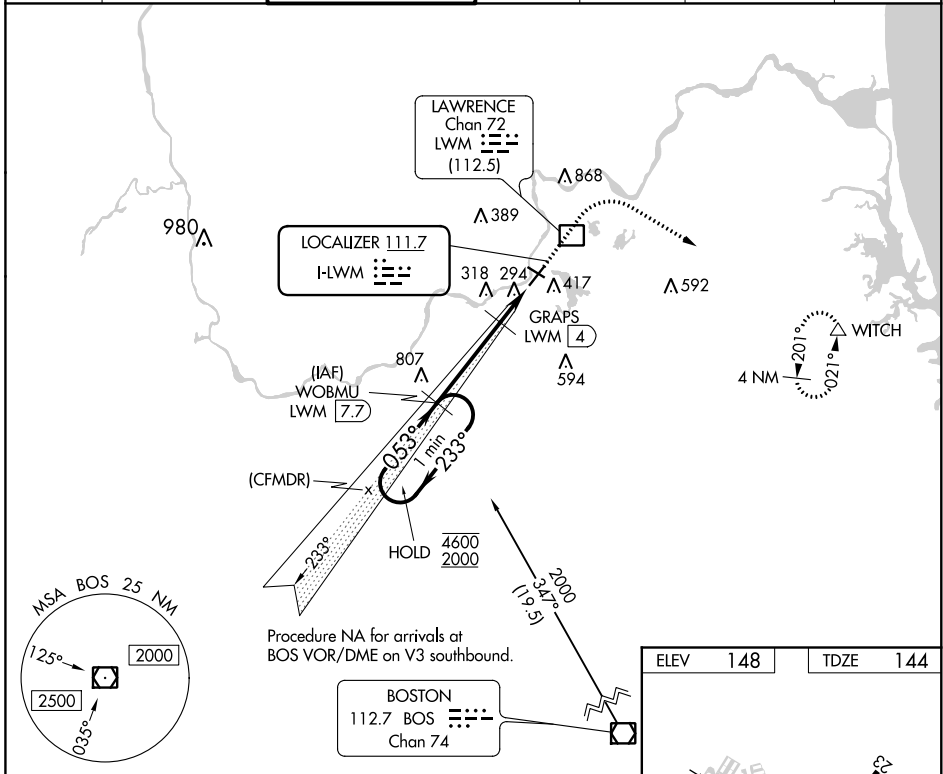 LAWRENCE
Chan 72
LWM
(112.5)
868
389
980
LOCALIZER 111.7
I-LWM
318
294
417
592
GRAPS
LWM 4
WITCH
201°
021°
4 NM
807
594
(IAF)
WOBMU
LWM 7.7
053°
1 min
233°
(CFMDR)
HOLD
4600
2000
233°
2000
347°
(19.5)
MSA BOS 25 NM
125°
2000
2500
035°
Procedure NA for arrivals at
BOS VOR/DME on V3 southbound.
BOSTON
112.7 BOS
Chan 74
ELEV 148
TDZE 144
23